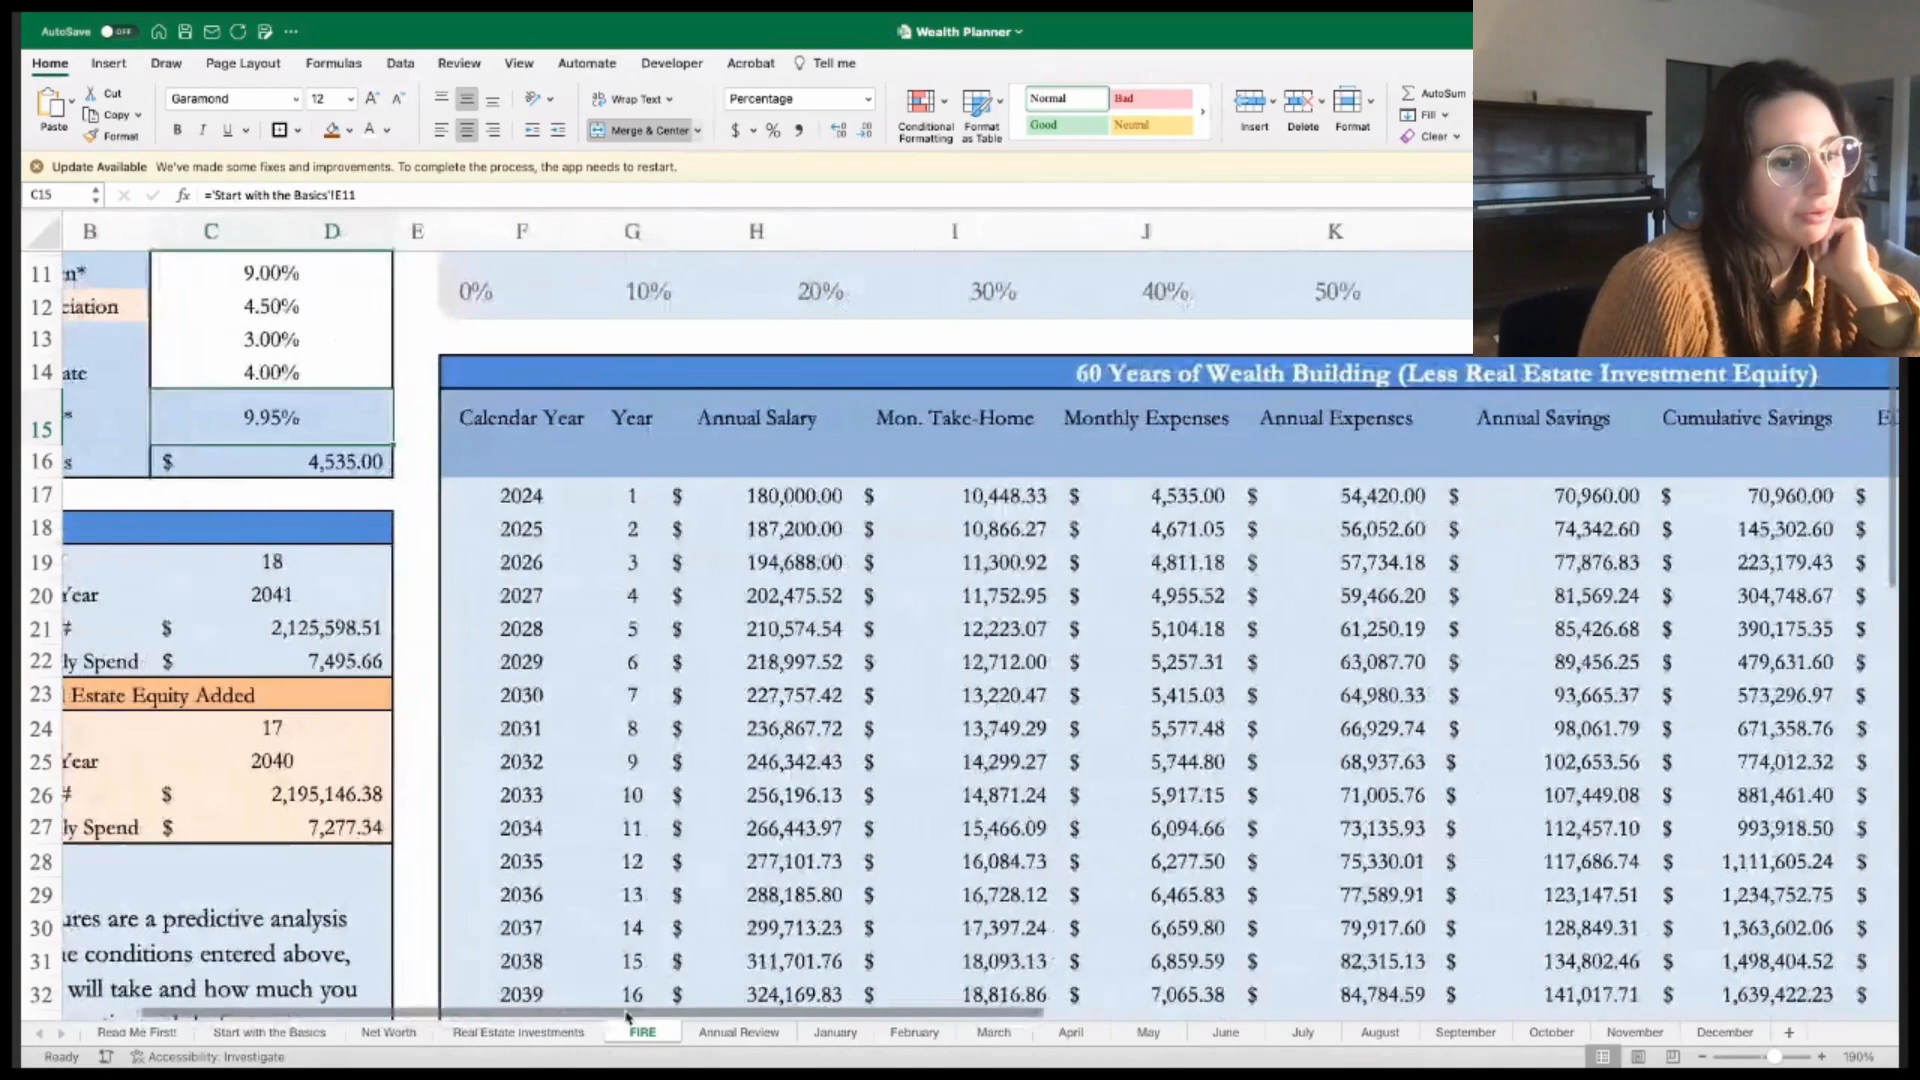 AutoSave OFF Wealth Planner
Home Insert Draw Page Layout Formulas Data Review View Automate Developer Acrobat Tell me
Paste Cut Copy Format Garamond 12 Wrap Text Merge & Center Percentage Conditional Formatting Format as Table Normal Bad Good Neutral Insert Delete Format AutoSum Fill Clear
Update Available We've made some fixes and improvements. To complete the process, the app needs to restart.
C15 fx ='Start with the Basics'!E11
B C D E F G H I J K
11 n* 9.00% 0% 10% 20% 30% 40% 50%
12 ciation 4.50%
13 3.00%
14 ate 4.00% 60 Years of Wealth Building (Less Real Estate Investment Equity)
15 * 9.95% Calendar Year Year Annual Salary Mon. Take-Home Monthly Expenses Annual Expenses Annual Savings Cumulative Savings
16 s $ 4,535.00
17 2024 1 $ 180,000.00 $ 10,448.33 $ 4,535.00 $ 54,420.00 $ 70,960.00 $ 70,960.00 $
18 2025 2 $ 187,200.00 $ 10,866.27 $ 4,671.05 $ 56,052.60 $ 74,342.60 $ 145,302.60 $
19 18 2026 3 $ 194,688.00 $ 11,300.92 $ 4,811.18 $ 57,734.18 $ 77,876.83 $ 223,179.43 $
20 Year 2041 2027 4 $ 202,475.52 $ 11,752.95 $ 4,955.52 $ 59,466.20 $ 81,569.24 $ 304,748.67 $
21 # $ 2,125,598.51 2028 5 $ 210,574.54 $ 12,223.07 $ 5,104.18 $ 61,250.19 $ 85,426.68 $ 390,175.35 $
22 ly Spend $ 7,495.66 2029 6 $ 218,997.52 $ 12,712.00 $ 5,257.31 $ 63,087.70 $ 89,456.25 $ 479,631.60 $
23 Estate Equity Added 2030 7 $ 227,757.42 $ 13,220.47 $ 5,415.03 $ 64,980.33 $ 93,665.37 $ 573,296.97 $
24 17 2031 8 $ 236,867.72 $ 13,749.29 $ 5,577.48 $ 66,929.74 $ 98,061.79 $ 671,358.76 $
25 Year 2040 2032 9 $ 246,342.43 $ 14,299.27 $ 5,744.80 $ 68,937.63 $ 102,653.56 $ 774,012.32 $
26 # $ 2,195,146.38 2033 10 $ 256,196.13 $ 14,871.24 $ 5,917.15 $ 71,005.76 $ 107,449.08 $ 881,461.40 $
27 ly Spend $ 7,277.34 2034 11 $ 266,443.97 $ 15,466.09 $ 6,094.66 $ 73,135.93 $ 112,457.10 $ 993,918.50 $
28 2035 12 $ 277,101.73 $ 16,084.73 $ 6,277.50 $ 75,330.01 $ 117,686.74 $ 1,111,605.24 $
29 2036 13 $ 288,185.80 $ 16,728.12 $ 6,465.83 $ 77,589.91 $ 123,147.51 $ 1,234,752.75 $
30 ures are a predictive analysis 2037 14 $ 299,713.23 $ 17,397.24 $ 6,659.80 $ 79,917.60 $ 128,849.31 $ 1,363,602.06 $
31 e conditions entered above, 2038 15 $ 311,701.76 $ 18,093.13 $ 6,859.59 $ 82,315.13 $ 134,802.46 $ 1,498,404.52 $
32 will take and how much you 2039 16 $ 324,169.83 $ 18,816.86 $ 7,065.38 $ 84,784.59 $ 141,017.71 $ 1,639,422.23 $
Read Me First! Start with the Basics Net Worth Real Estate Investments FIRE Annual Review January February March April May June July August September October November December +
Ready Accessibility: Investigate 190%